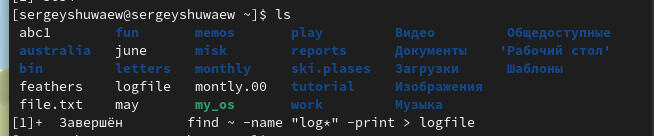 [sergeyshuwaew@sergeyshuwaew ~]$ ls
abc1 fun memos play Видео Общедоступные
australia june misk reports Документы 'Рабочий стол'
bin letters monthly ski.plases Загрузки Шаблоны
feathers logfile montly.00 tutorial Изображения
file.txt may my_os work Музыка
[1]+ Завершён find ~ -name "log*" -print > logfile